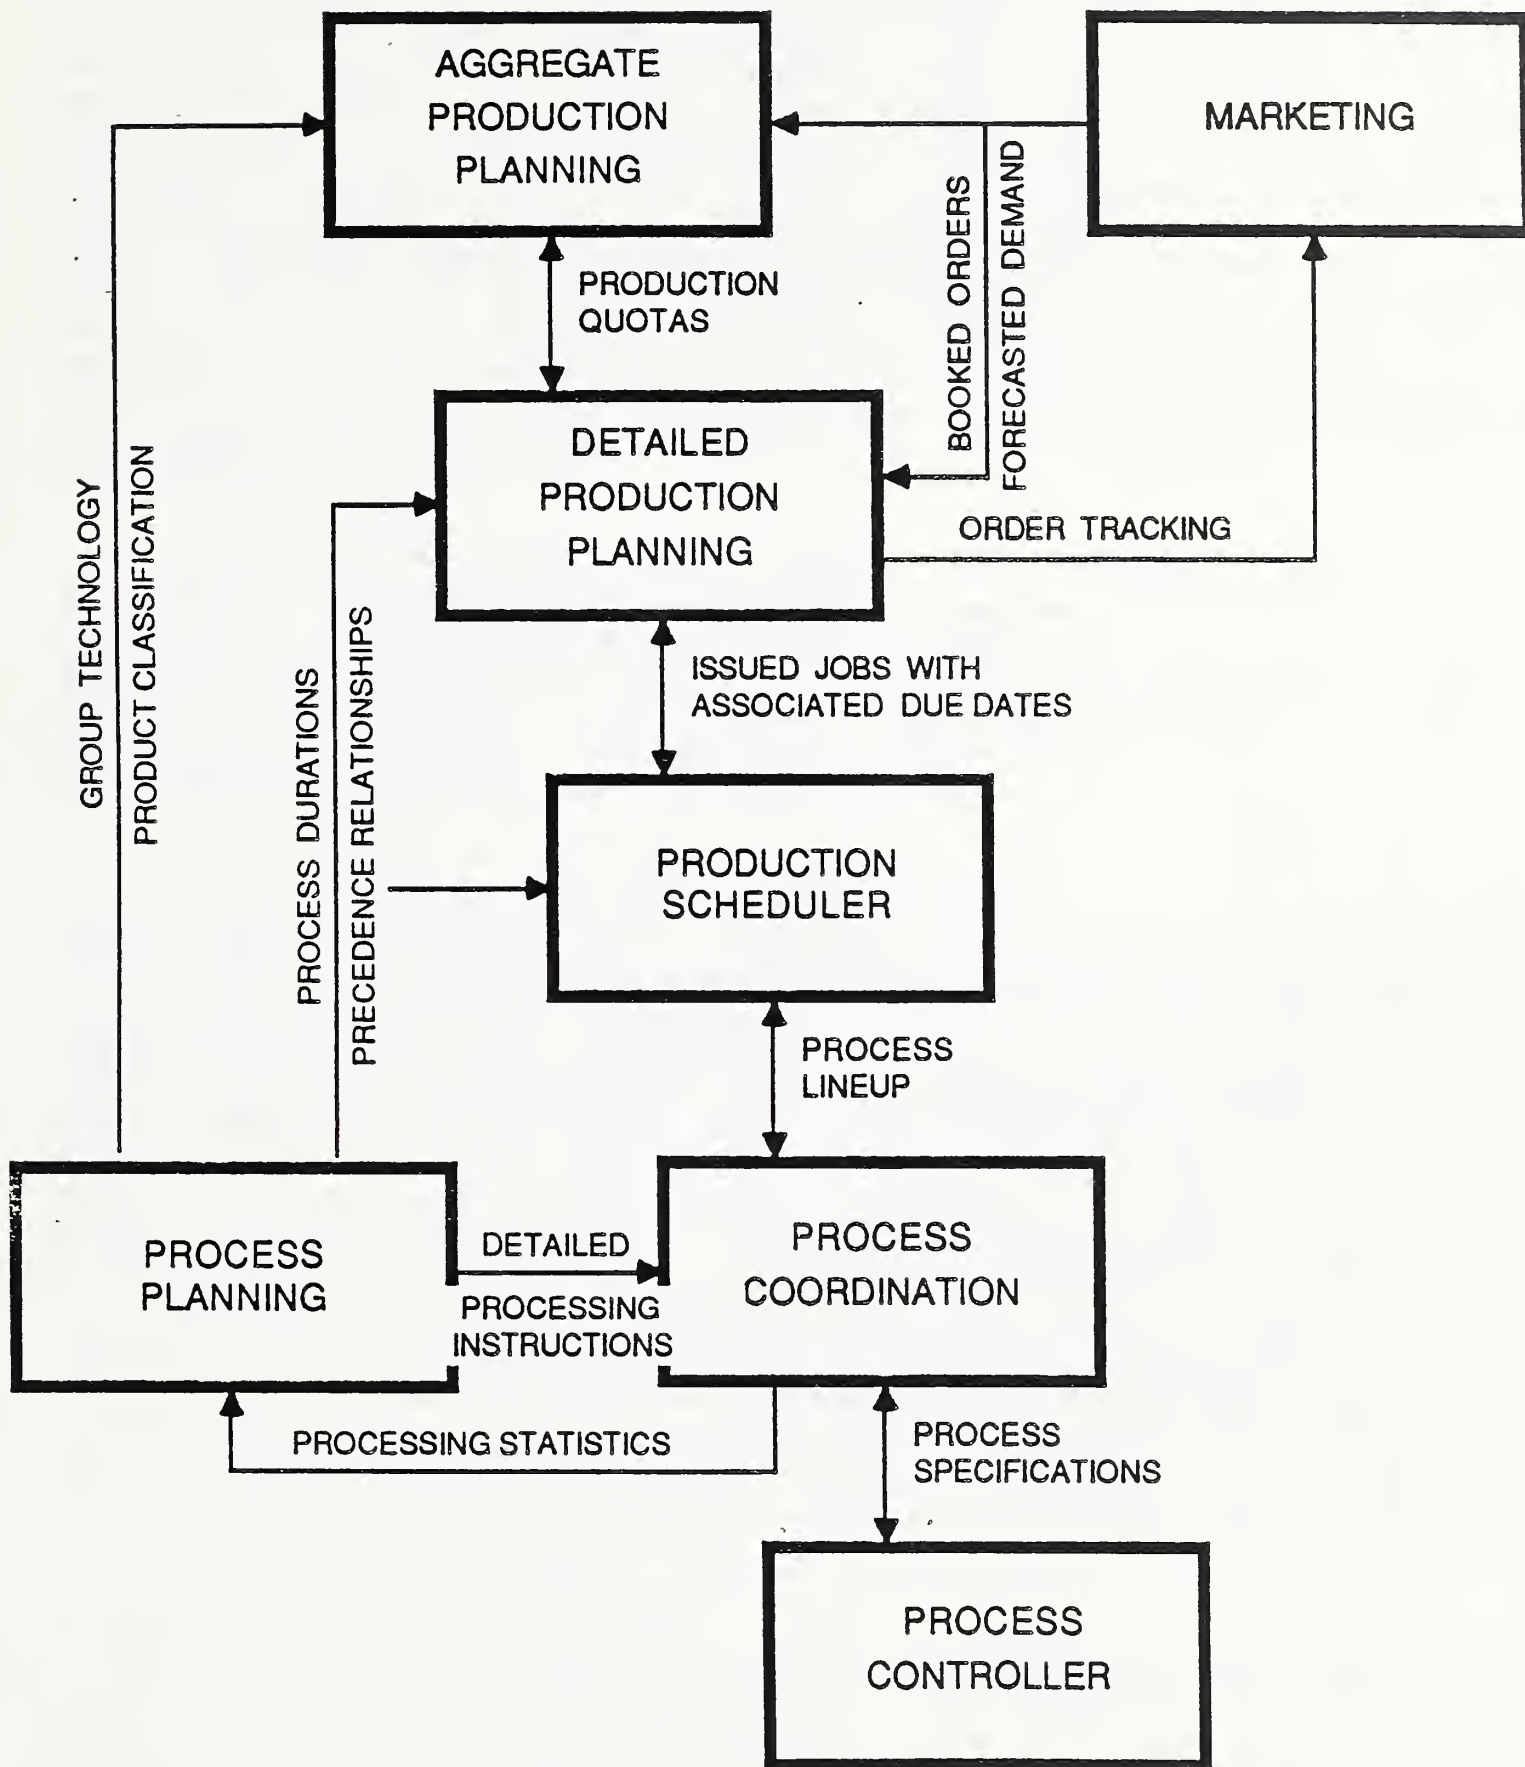 AGGREGATE
PRODUCTION
PLANNING
MARKETING
BOOKED ORDERS
FORECASTED DEMAND
PRODUCTION
QUOTAS
DETAILED
PRODUCTION
PLANNING
ORDER TRACKING
GROUP TECHNOLOGY
PRODUCT CLASSIFICATION
PROCESS DURATIONS
PRECEDENCE RELATIONSHIPS
ISSUED JOBS WITH
ASSOCIATED DUE DATES
PRODUCTION
SCHEDULER
PROCESS
LINEUP
PROCESS
PLANNING
DETAILED
PROCESSING
INSTRUCTIONS
PROCESS
COORDINATION
PROCESSING STATISTICS
PROCESS
SPECIFICATIONS
PROCESS
CONTROLLER